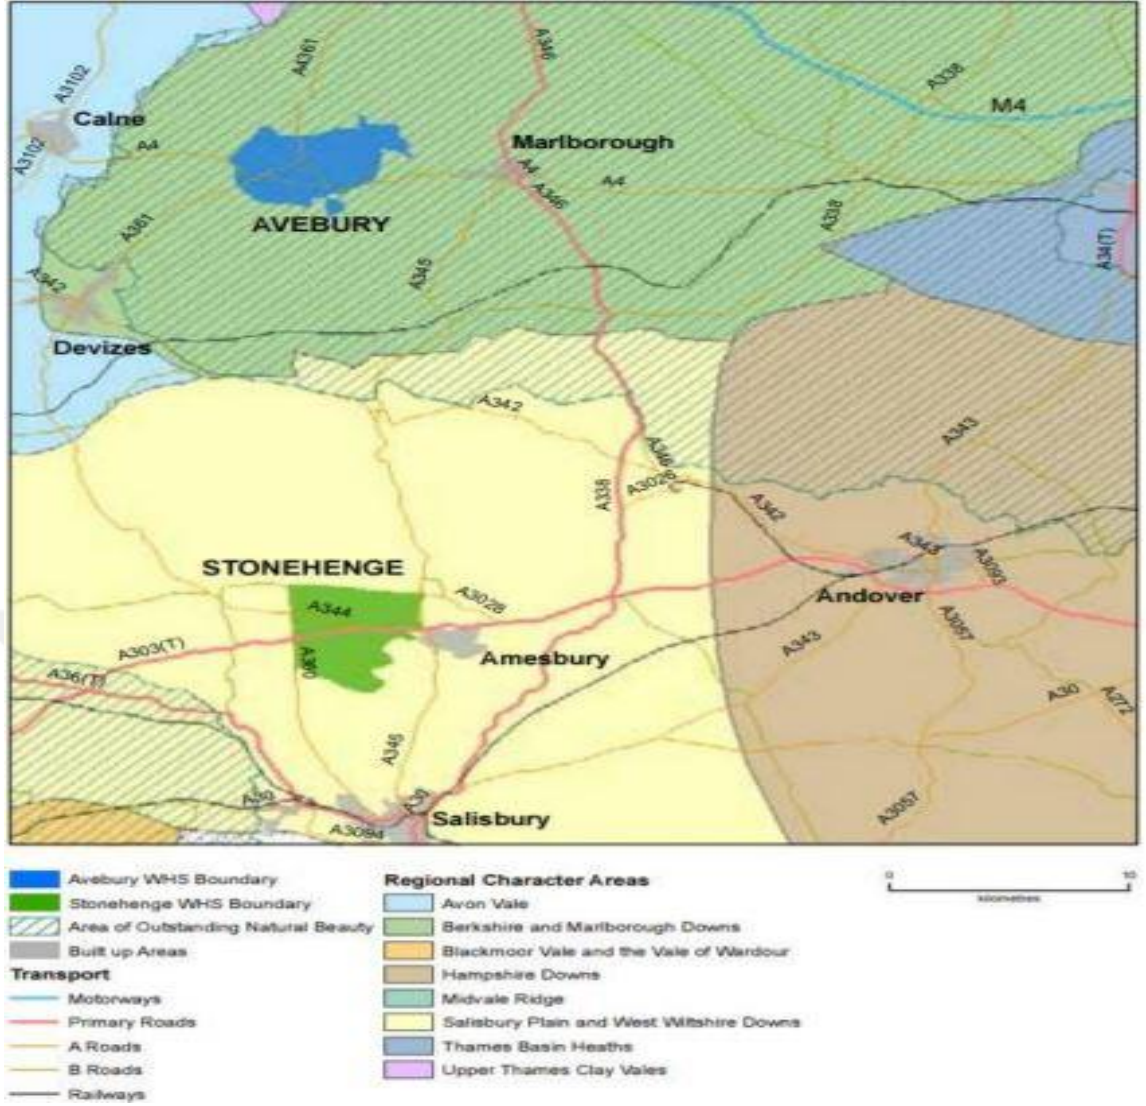 A346
A4361
A338
A3102
M4
Calne
Marlborough
A3102
A4
A4
A346
A4
AVEBURY
A338
A361
A34(T)
A342
A345
Devizes
A342
A343
A346
A3026
A338
A342
A343
STONEHENGE
A3093
A344
A3028
Andover
A3057
A303(T)
A360
Amesbury
A343
A36(T)
A30
A272
A345
A30
A3057
Salisbury
A3094
Avebury WHS Boundary
Stonehenge WHS Boundary
Area of Outstanding Natural Beauty
Built up Areas
Transport
Motorways
Primary Roads
A Roads
B Roads
Railways
Regional Character Areas
Avon Vale
Berkshire and Marlborough Downs
Blackmoor Vale and the Vale of Wardour
Hampshire Downs
Midvale Ridge
Salisbury Plain and West Wiltshire Downs
Thames Basin Heaths
Upper Thames Clay Vales
0 10
kilometres